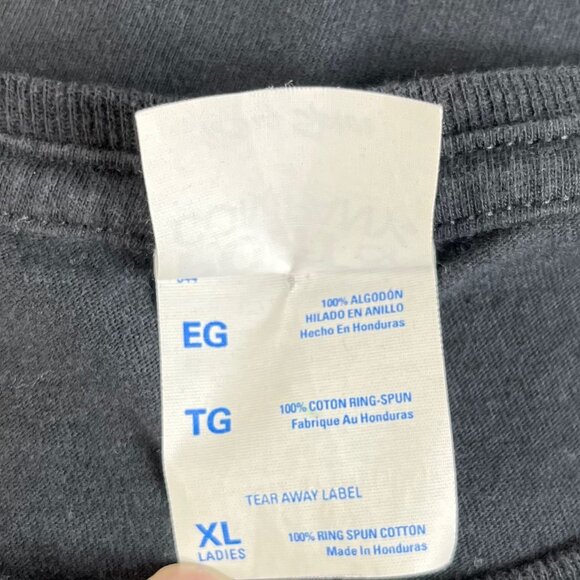 EG
100% ALGODÓN
HILADO EN ANILLO
Hecho En Honduras
TG
100% COTON RING-SPUN
Fabrique Au Honduras
TEAR AWAY LABEL
XL
LADIES
100% RING SPUN COTTON
Made In Honduras